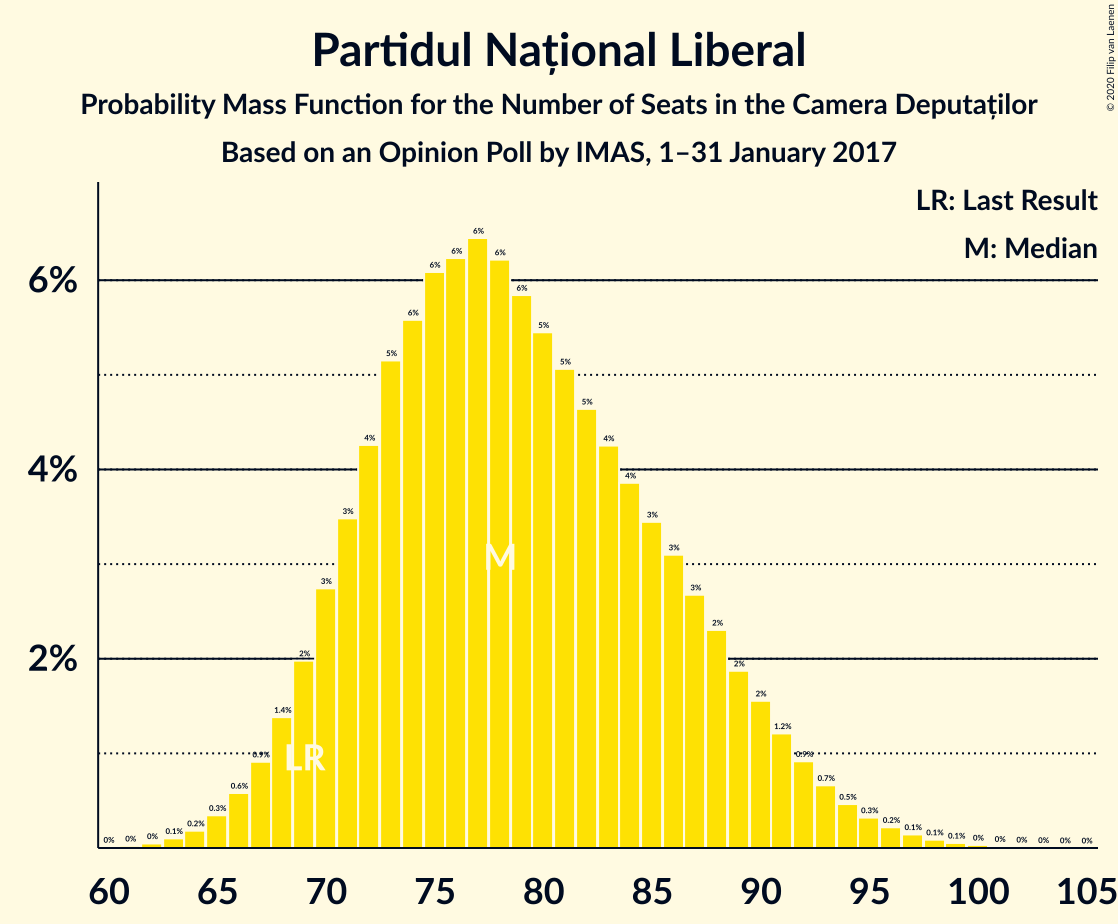 Partidul Național Liberal
Probability Mass Function for the Number of Seats in the Camera Deputaților
Based on an Opinion Poll by IMAS, 1–31 January 2017
© 2020 Filip van Laenen
LR: Last Result
M: Median
6%
4%
2%
0% 0% 0% 0.1% 0.2% 0.3% 0.6% 0.9% 1.4% 2% 3% 3% 4% 5% 6% 6% 6% 6% 6% 6% 5% 5% 5% 4% 4% 3% 3% 3% 2% 2% 2% 1.2% 0.9% 0.7% 0.5% 0.3% 0.2% 0.1% 0.1% 0.1% 0% 0% 0% 0% 0% 0%
M
LR
60 65 70 75 80 85 90 95 100 105